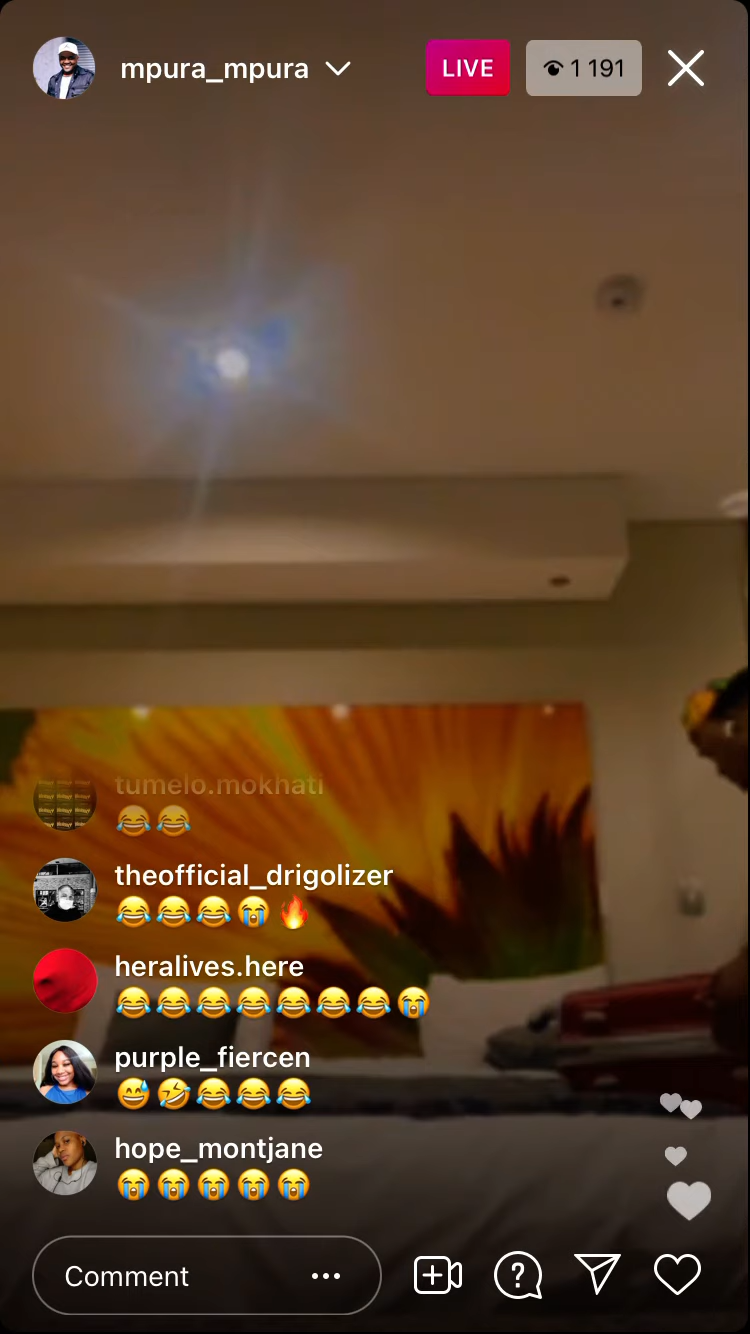 mpura_mpura
LIVE
1 191
tumelo.mokhati
😂😂
theofficial_drigolizer
😂😂😂😭🔥
heralives.here
😂😂😂😂😂😂😂😭
purple_fiercen
😅🤣😂😂😂
hope_montjane
😭😭😭😭😭
Comment